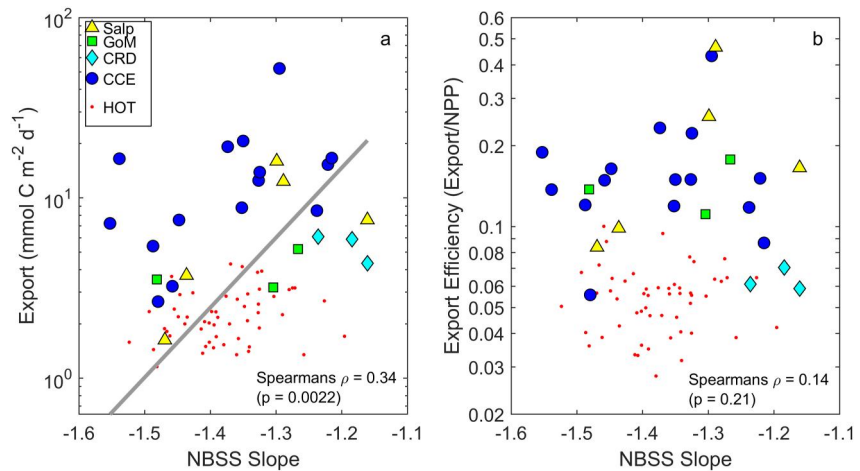 10² 
a
Salp
GoM
CRD
CCE
HOT
10¹
10⁰
Export (mmol C m⁻² d⁻¹)
Spearmans ρ = 0.34
(p = 0.0022)
-1.6 -1.5 -1.4 -1.3 -1.2 -1.1
NBSS Slope
0.6
b
0.5
0.4
0.3
0.2
0.1
0.08
0.06
0.05
0.04
0.03
0.02
Export Efficiency (Export/NPP)
Spearmans ρ = 0.14
(p = 0.21)
-1.6 -1.5 -1.4 -1.3 -1.2 -1.1
NBSS Slope